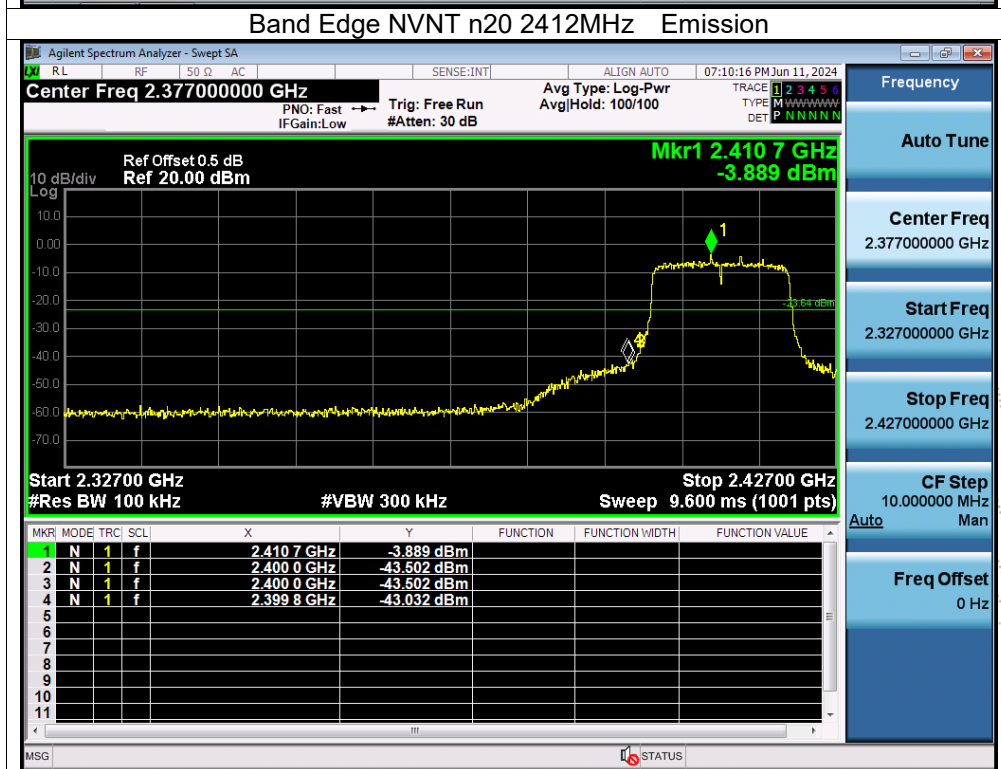 Band Edge NVNT n20 2412MHz Emission
Agilent Spectrum Analyzer - Swept SA
LXI RL RF 50 Ω AC SENSE:INT ALIGN AUTO 07:10:16 PM Jun 11, 2024
Center Freq 2.377000000 GHz
PNO: Fast
IFGain:Low
Trig: Free Run
#Atten: 30 dB
Avg Type: Log-Pwr
Avg|Hold: 100/100
TRACE 1 2 3 4 5 6
TYPE M WWWWW
DET P N N N N N
Mkr1 2.410 7 GHz
-3.889 dBm
Ref Offset 0.5 dB
10 dB/div Ref 20.00 dBm
Log
10.0
0.00
-10.0
-20.0
-30.0
-40.0
-50.0
-60.0
-70.0
1
-23.64 dBm
Start 2.32700 GHz
Stop 2.42700 GHz
#Res BW 100 kHz
#VBW 300 kHz
Sweep 9.600 ms (1001 pts)
MKR MODE TRC SCL X Y FUNCTION FUNCTION WIDTH FUNCTION VALUE
1 N 1 f 2.410 7 GHz -3.889 dBm
2 N 1 f 2.400 0 GHz -43.502 dBm
3 N 1 f 2.400 0 GHz -43.502 dBm
4 N 1 f 2.399 8 GHz -43.032 dBm
5
6
7
8
9
10
11
MSG
STATUS
Frequency
Auto Tune
Center Freq
2.377000000 GHz
Start Freq
2.327000000 GHz
Stop Freq
2.427000000 GHz
CF Step
10.000000 MHz
Auto Man
Freq Offset
0 Hz